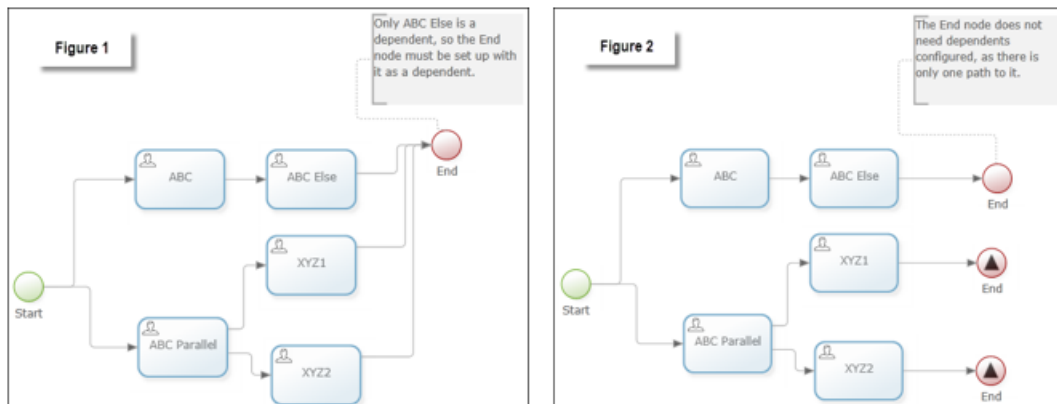 Figure 1
Only ABC Else is a
dependent, so the End
node must be set up with
it as a dependent.
ABC
ABC Else
End
XYZ1
Start
ABC Parallel
XYZ2
Figure 2
The End node does not
need dependents
configured, as there is
only one path to it.
ABC
ABC Else
End
XYZ1
End
Start
ABC Parallel
XYZ2
End